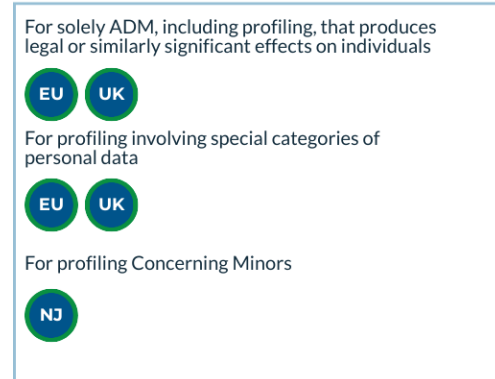 For solely ADM, including profiling, that produces
legal or similarly significant effects on individuals
EU UK
For profiling involving special categories of
personal data
EU UK
For profiling Concerning Minors
NJ